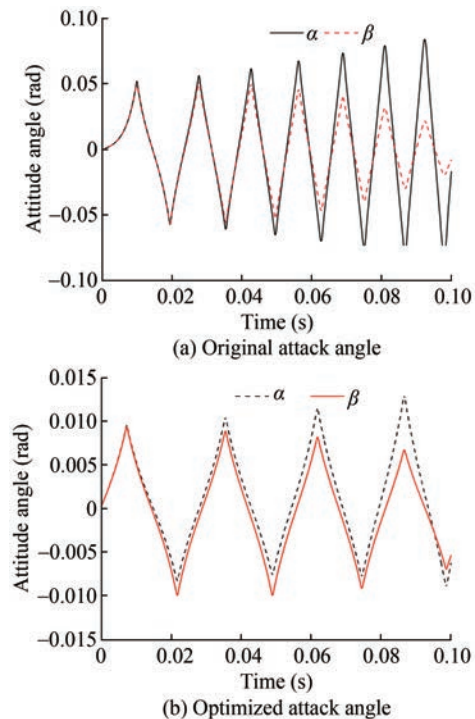 α β
Attitude angle (rad)
0.10
0.05
0
−0.05
−0.10
0 0.02 0.04 0.06 0.08 0.10
Time (s)
(a) Original attack angle
α β
Attitude angle (rad)
0.015
0.010
0.005
0
−0.005
−0.010
−0.015
0 0.02 0.04 0.06 0.08 0.10
Time (s)
(b) Optimized attack angle